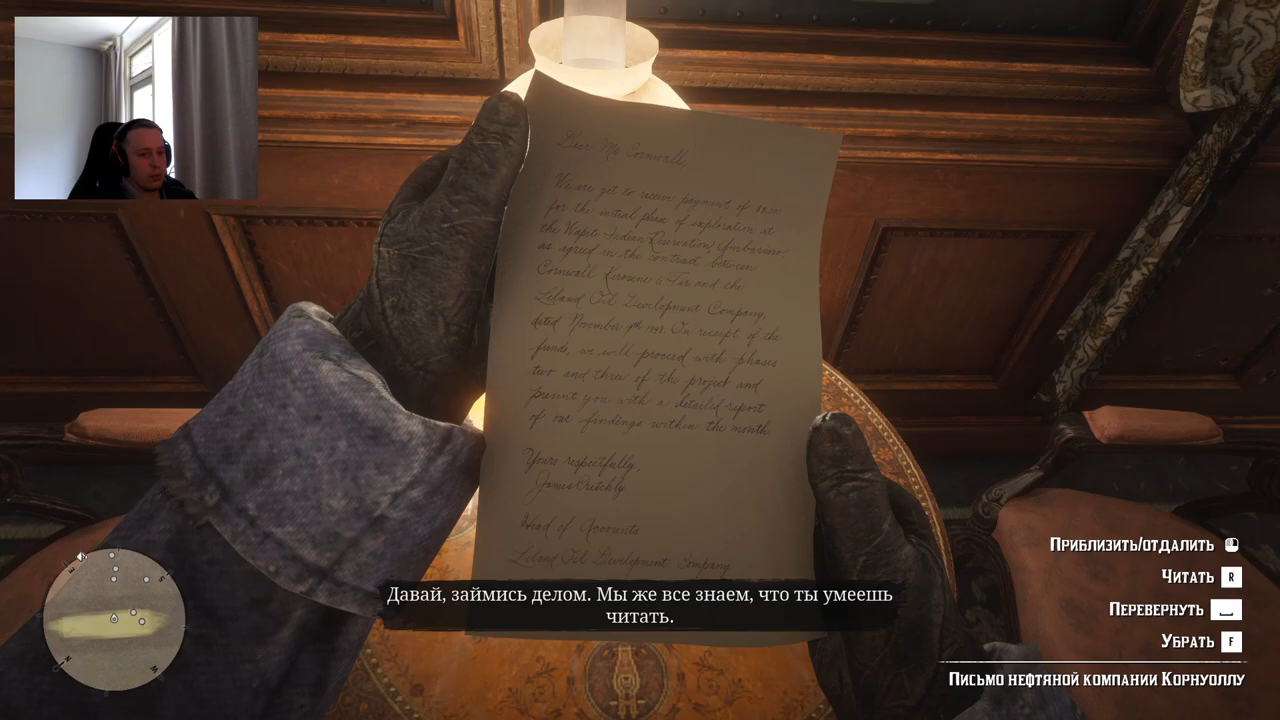 Dear Mr Cornwall,
We are yet to receive payment of
for the initial phase of exploration at
the Wapiti Indian Reservation, Ambarino
as agreed in the contract between
Cornwall Kerosene & Tar and the
Leland Oil Development Company,
dated November 9th 1898. On receipt of the
funds, we will proceed with phases
two and three of the project and
present you with a detailed report
of our findings within the month.
Yours respectfully,
James Critchly
Head of Accounts
Leland Oil Development Company
Давай, займись делом. Мы же все знаем, что ты умеешь
читать.
Приблизить/отдалить
Читать R
Перевернуть
Убрать F
Письмо нефтяной компании Корнуоллу